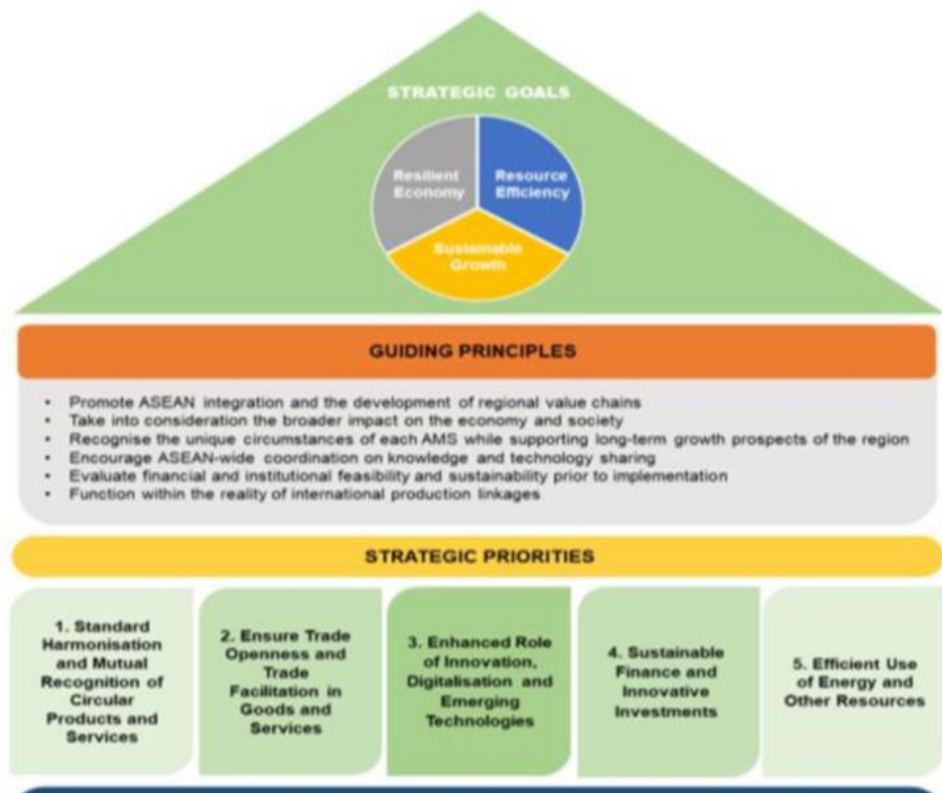 STRATEGIC GOALS
Resilient
Economy
Resource
Efficiency
Sustainable
Growth
GUIDING PRINCIPLES
• Promote ASEAN integration and the development of regional value chains
• Take into consideration the broader impact on the economy and society
• Recognise the unique circumstances of each AMS while supporting long-term growth prospects of the region
• Encourage ASEAN-wide coordination on knowledge and technology sharing
• Evaluate financial and institutional feasibility and sustainability prior to implementation
• Function within the reality of international production linkages
STRATEGIC PRIORITIES
1. Standard
Harmonisation
and Mutual
Recognition of
Circular
Products and
Services
2. Ensure Trade
Openness and
Trade
Facilitation in
Goods and
Services
3. Enhanced Role
of Innovation,
Digitalisation and
Emerging
Technologies
4. Sustainable
Finance and
Innovative
Investments
5. Efficient Use
of Energy and
Other Resources